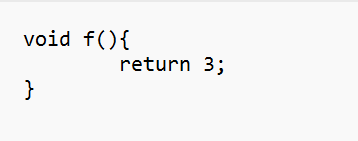 void f(){
        return 3;
}